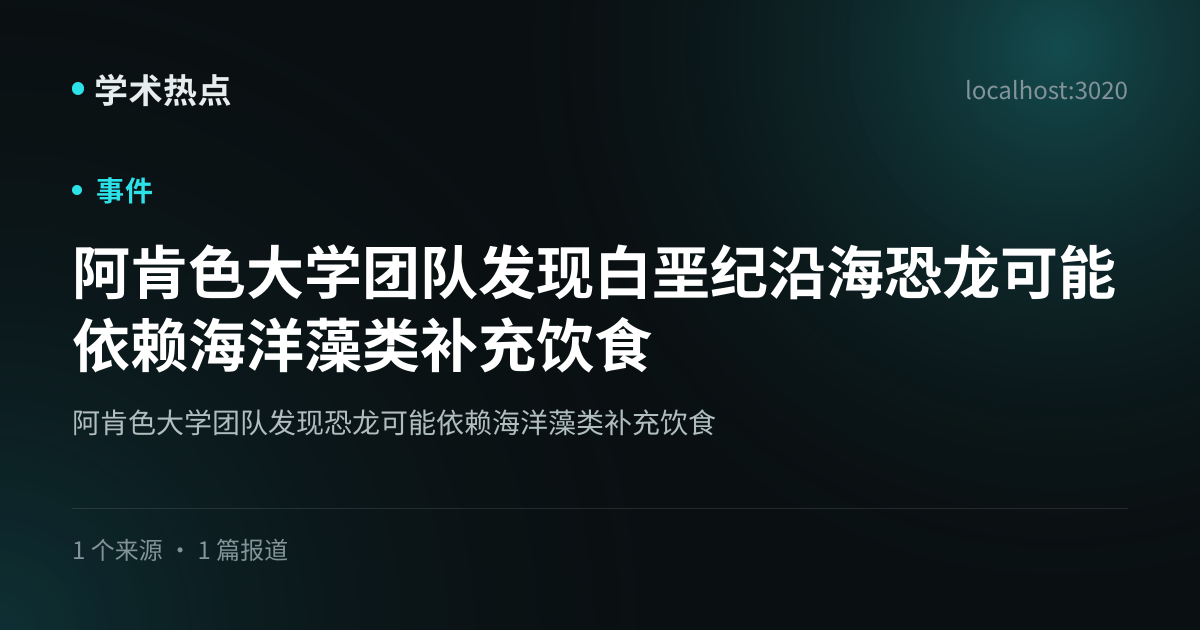 学术热点
localhost:3020
事件
阿肯色大学团队发现白垩纪沿海恐龙可能
依赖海洋藻类补充饮食
阿肯色大学团队发现恐龙可能依赖海洋藻类补充饮食
1 个来源 · 1 篇报道